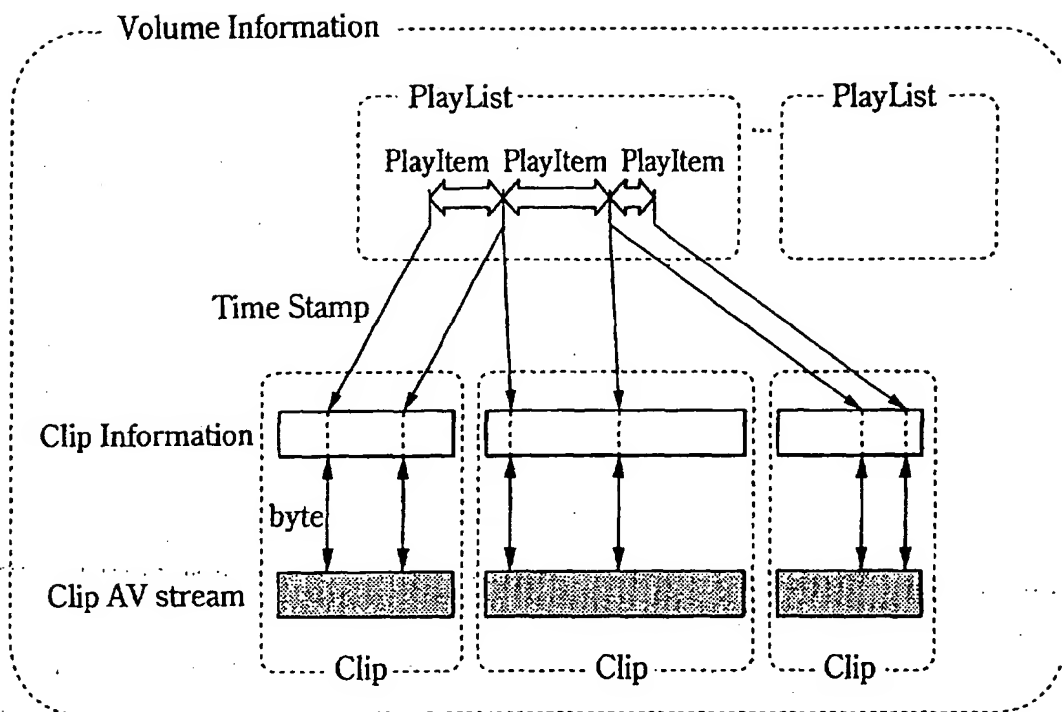 Volume Information
PlayList
...
PlayList
PlayItem PlayItem PlayItem
Time Stamp
Clip Information
byte
Clip AV stream
Clip
Clip
Clip